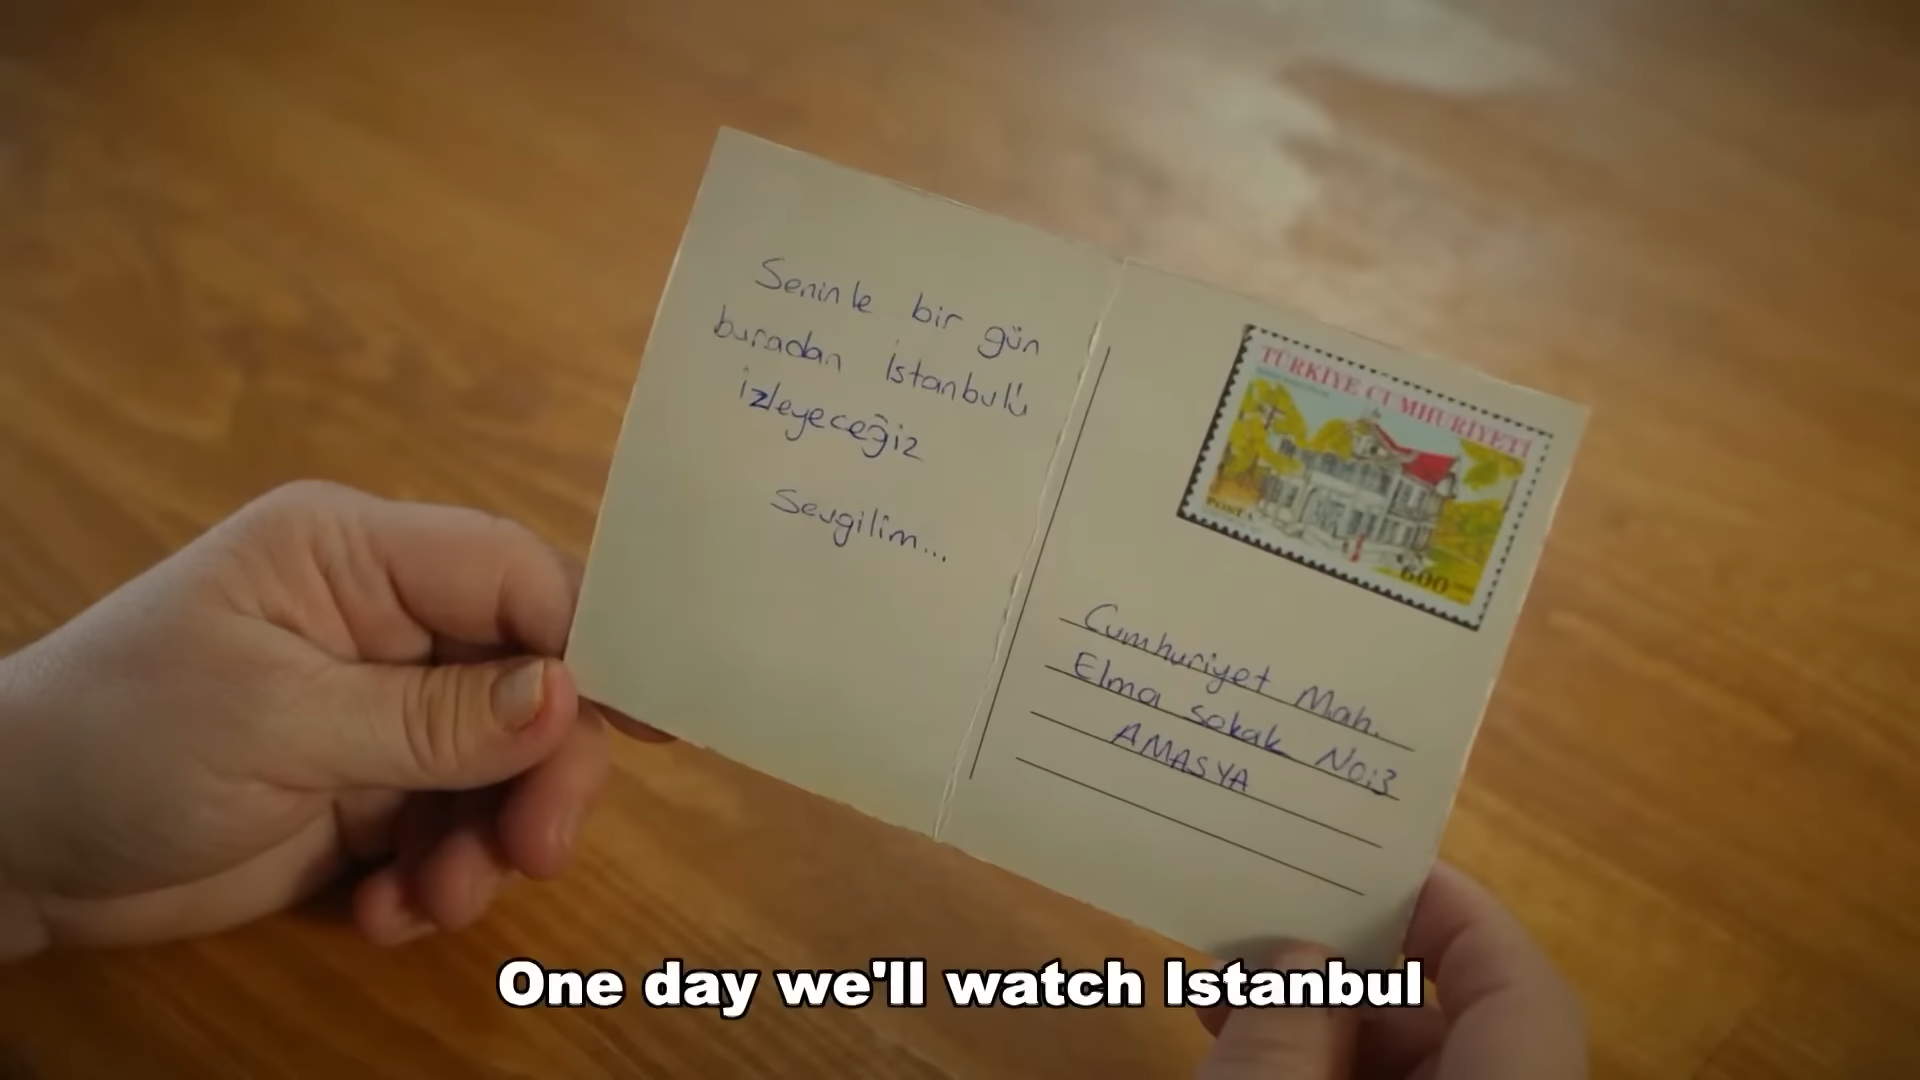 Seninle bir gün
buradan İstanbul'u
izleyeceğiz
Sevgilim...
TÜRKİYE CUMHURİYETİ
POSTA
600
Cumhuriyet Mah.
Elma sokak No:3
AMASYA
One day we'll watch Istanbul